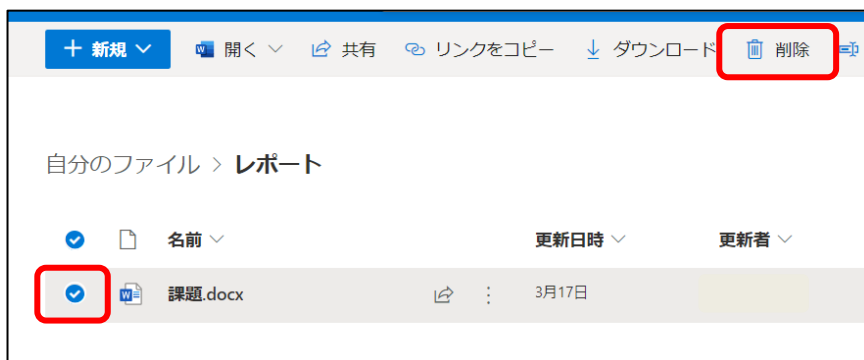 ＋ 新規 開く 共有 リンクをコピー ダウンロード 削除
自分のファイル > レポート
名前 更新日時 更新者
課題.docx 3月17日